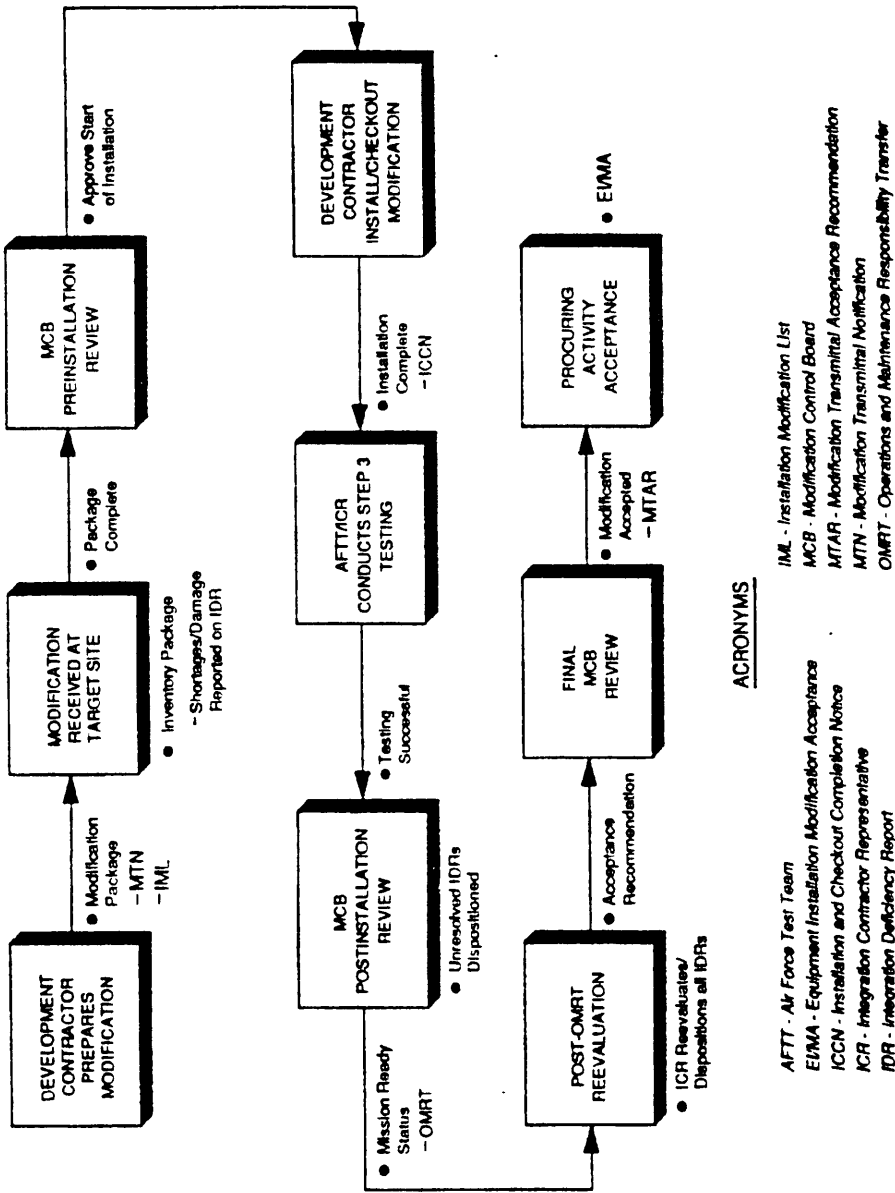 DEVELOPMENT
CONTRACTOR
PREPARES
MODIFICATION
● Modification
Package
–MTN
–IML
MODIFICATION
RECEIVED AT
TARGET SITE
● Inventory Package
–Shortages/Damage
Reported on IDR
● Package
Complete
MCB
PREINSTALLATION
REVIEW
● Approve Start
of Installation
DEVELOPMENT
CONTRACTOR
INSTALL/CHECKOUT
MODIFICATION
● Installation
Complete
–ICCN
AFTT/ICR
CONDUCTS STEP 3
TESTING
● Testing
Successful
MCB
POSTINSTALLATION
REVIEW
● Unresolved IDRs
Dispositioned
● Mission Ready
Status
–OMRT
POST-OMRT
REEVALUATION
● ICR Reevaluates/
Dispositions all IDRs
● Acceptance
Recommendation
FINAL
MCB
REVIEW
● Modification
Accepted
–MTAR
PROCURING
ACTIVITY
ACCEPTANCE
● EI/MA
ACRONYMS
AFTT - Air Force Test Team
EI/MA - Equipment Installation Modification Acceptance
ICCN - Installation and Checkout Completion Notice
ICR - Integration Contractor Representative
IDR - Integration Deficiency Report
IML - Installation Modification List
MCB - Modification Control Board
MTAR - Modification Transmittal Acceptance Recommendation
MTN - Modification Transmittal Notification
OMRT - Operations and Maintenance Responsibility Transfer